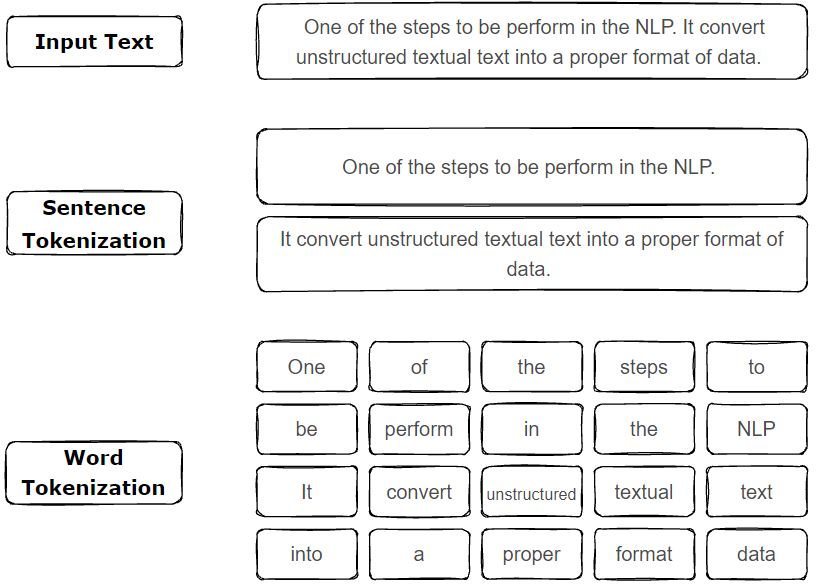 Input Text
One of the steps to be perform in the NLP. It convert
unstructured textual text into a proper format of data.
Sentence
Tokenization
One of the steps to be perform in the NLP.
It convert unstructured textual text into a proper format of
data.
Word
Tokenization
One of the steps to
be perform in the NLP
It convert unstructured textual text
into a proper format data